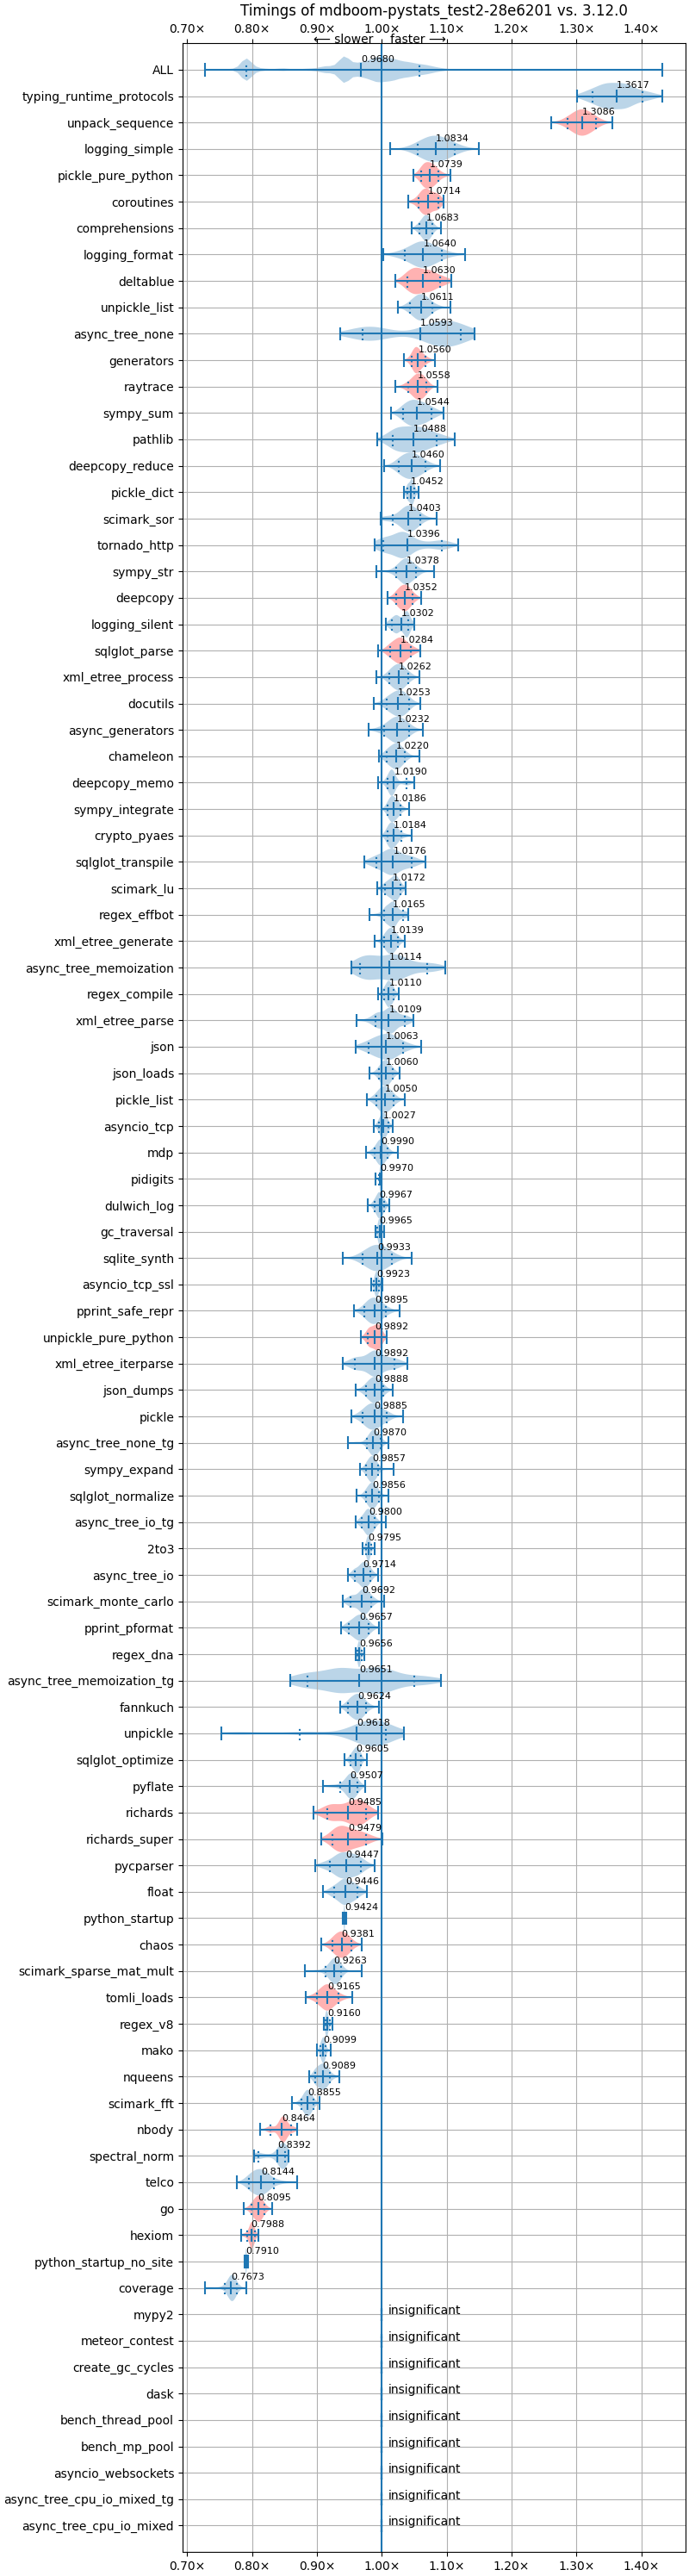 Timings of mdboom-pystats_test2-28e6201 vs. 3.12.0
0.70× 0.80× 0.90× 1.00× 1.10× 1.20× 1.30× 1.40×
⟵ slower faster ⟶
ALL 0.9680
typing_runtime_protocols 1.3617
unpack_sequence 1.3086
logging_simple 1.0834
pickle_pure_python 1.0739
coroutines 1.0714
comprehensions 1.0683
logging_format 1.0640
deltablue 1.0630
unpickle_list 1.0611
async_tree_none 1.0593
generators 1.0560
raytrace 1.0558
sympy_sum 1.0544
pathlib 1.0488
deepcopy_reduce 1.0460
pickle_dict 1.0452
scimark_sor 1.0403
tornado_http 1.0396
sympy_str 1.0378
deepcopy 1.0352
logging_silent 1.0302
sqlglot_parse 1.0284
xml_etree_process 1.0262
docutils 1.0253
async_generators 1.0232
chameleon 1.0220
deepcopy_memo 1.0190
sympy_integrate 1.0186
crypto_pyaes 1.0184
sqlglot_transpile 1.0176
scimark_lu 1.0172
regex_effbot 1.0165
xml_etree_generate 1.0139
async_tree_memoization 1.0114
regex_compile 1.0110
xml_etree_parse 1.0109
json 1.0063
json_loads 1.0060
pickle_list 1.0050
asyncio_tcp 1.0027
mdp 0.9990
pidigits 0.9970
dulwich_log 0.9967
gc_traversal 0.9965
sqlite_synth 0.9933
asyncio_tcp_ssl 0.9923
pprint_safe_repr 0.9895
unpickle_pure_python 0.9892
xml_etree_iterparse 0.9892
json_dumps 0.9888
pickle 0.9885
async_tree_none_tg 0.9870
sympy_expand 0.9857
sqlglot_normalize 0.9856
async_tree_io_tg 0.9800
2to3 0.9795
async_tree_io 0.9714
scimark_monte_carlo 0.9692
pprint_pformat 0.9657
regex_dna 0.9656
async_tree_memoization_tg 0.9651
fannkuch 0.9624
unpickle 0.9618
sqlglot_optimize 0.9605
pyflate 0.9507
richards 0.9485
richards_super 0.9479
pycparser 0.9447
float 0.9446
python_startup 0.9424
chaos 0.9381
scimark_sparse_mat_mult 0.9263
tomli_loads 0.9165
regex_v8 0.9160
mako 0.9099
nqueens 0.9089
scimark_fft 0.8855
nbody 0.8464
spectral_norm 0.8392
telco 0.8144
go 0.8095
hexiom 0.7988
python_startup_no_site 0.7910
coverage 0.7673
mypy2 insignificant
meteor_contest insignificant
create_gc_cycles insignificant
dask insignificant
bench_thread_pool insignificant
bench_mp_pool insignificant
asyncio_websockets insignificant
async_tree_cpu_io_mixed_tg insignificant
async_tree_cpu_io_mixed insignificant
0.70× 0.80× 0.90× 1.00× 1.10× 1.20× 1.30× 1.40×